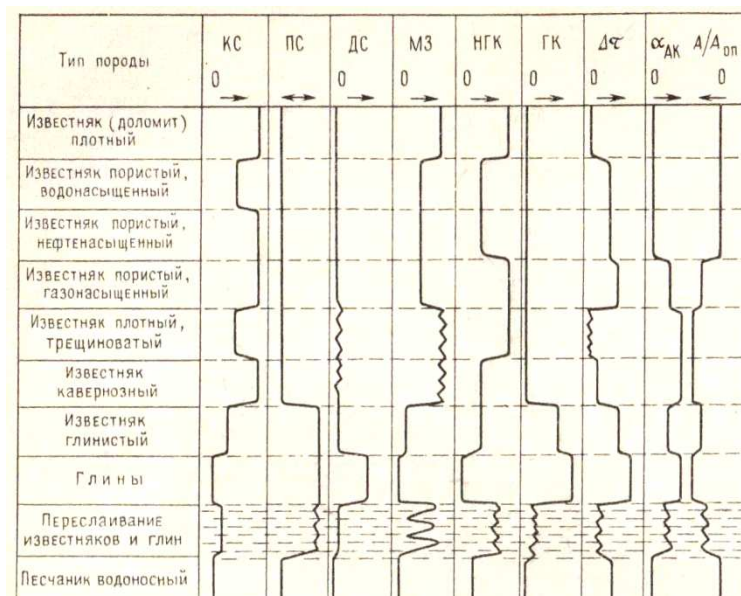 Тип породы КС ПС ДС МЗ НГК ГК Δτ α_АК A/A_оп
0 0 0 0 0 0 0 0
Известняк (доломит)
плотный
Известняк пористый,
водонасыщенный
Известняк пористый,
нефтенасыщенный
Известняк пористый,
газонасыщенный
Известняк плотный,
трещиноватый
Известняк
кавернозный
Известняк
глинистый
Глины
Переслаивание
известняков и глин
Песчаник водоносный